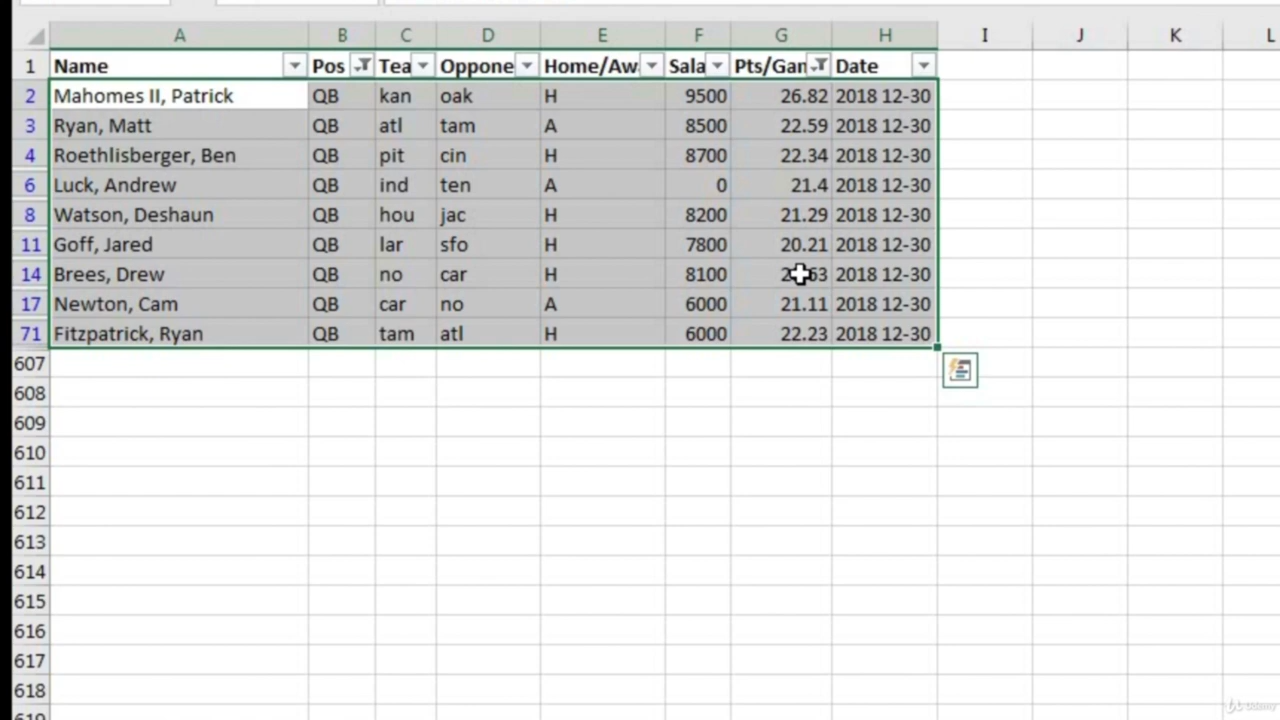 A B C D E F G H I J K L
1 Name Pos Tea Oppone Home/Aw Sala Pts/Gan Date
2 Mahomes II, Patrick QB kan oak H 9500 26.82 2018 12-30
3 Ryan, Matt QB atl tam A 8500 22.59 2018 12-30
4 Roethlisberger, Ben QB pit cin H 8700 22.34 2018 12-30
6 Luck, Andrew QB ind ten A 0 21.4 2018 12-30
8 Watson, Deshaun QB hou jac H 8200 21.29 2018 12-30
11 Goff, Jared QB lar sfo H 7800 20.21 2018 12-30
14 Brees, Drew QB no car H 8100 2018 12-30
17 Newton, Cam QB car no A 6000 21.11 2018 12-30
71 Fitzpatrick, Ryan QB tam atl H 6000 22.23 2018 12-30
607
608
609
610
611
612
613
614
615
616
617
618
619
Udemy